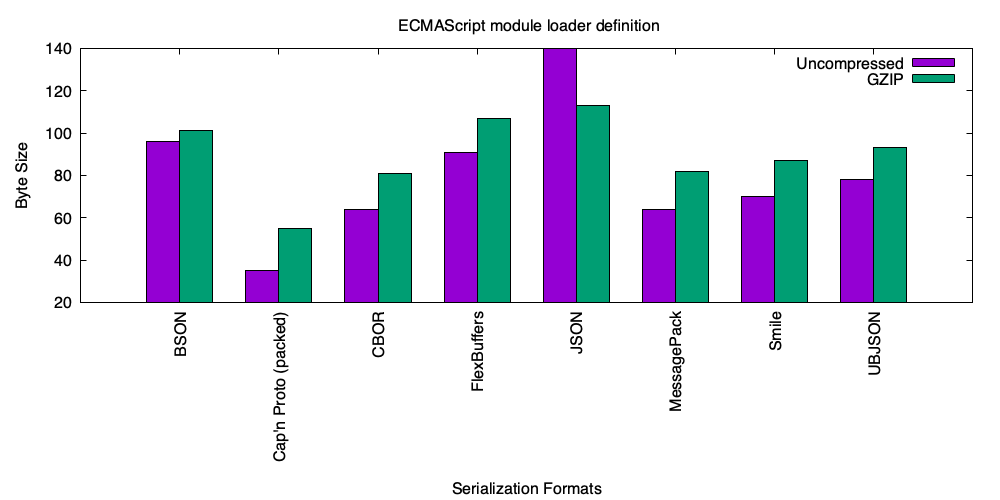 ECMAScript module loader definition
140
120
100
80
60
40
20
Byte Size
Uncompressed
GZIP
BSON
Cap'n Proto (packed)
CBOR
FlexBuffers
JSON
MessagePack
Smile
UBJSON
Serialization Formats